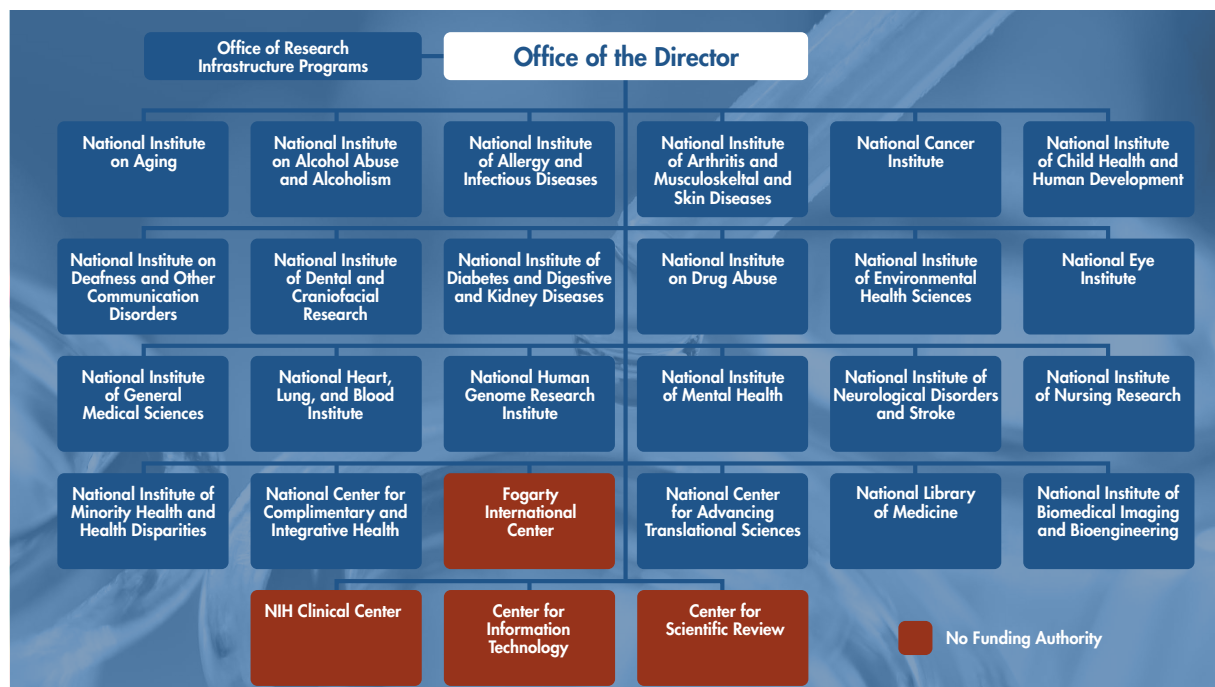 Office of Research
Infrastructure Programs
Office of the Director
National Institute
on Aging
National Institute
on Alcohol Abuse
and Alcoholism
National Institute
of Allergy and
Infectious Diseases
National Institute
of Arthritis and
Musculoskeltal and
Skin Diseases
National Cancer
Institute
National Institute
of Child Health and
Human Development
National Institute on
Deafness and Other
Communication
Disorders
National Institute
of Dental and
Craniofacial
Research
National Institute of
Diabetes and Digestive
and Kidney Diseases
National Institute
on Drug Abuse
National Institute
of Environmental
Health Sciences
National Eye
Institute
National Institute
of General
Medical Sciences
National Heart,
Lung, and Blood
Institute
National Human
Genome Research
Institute
National Institute
of Mental Health
National Institute of
Neurological Disorders
and Stroke
National Institute
of Nursing Research
National Institute of
Minority Health and
Health Disparities
National Center for
Complimentary and
Integrative Health
Fogarty
International
Center
National Center
for Advancing
Translational Sciences
National Library
of Medicine
National Institute of
Biomedical Imaging
and Bioengineering
NIH Clinical Center
Center for
Information
Technology
Center for
Scientific Review
No Funding Authority